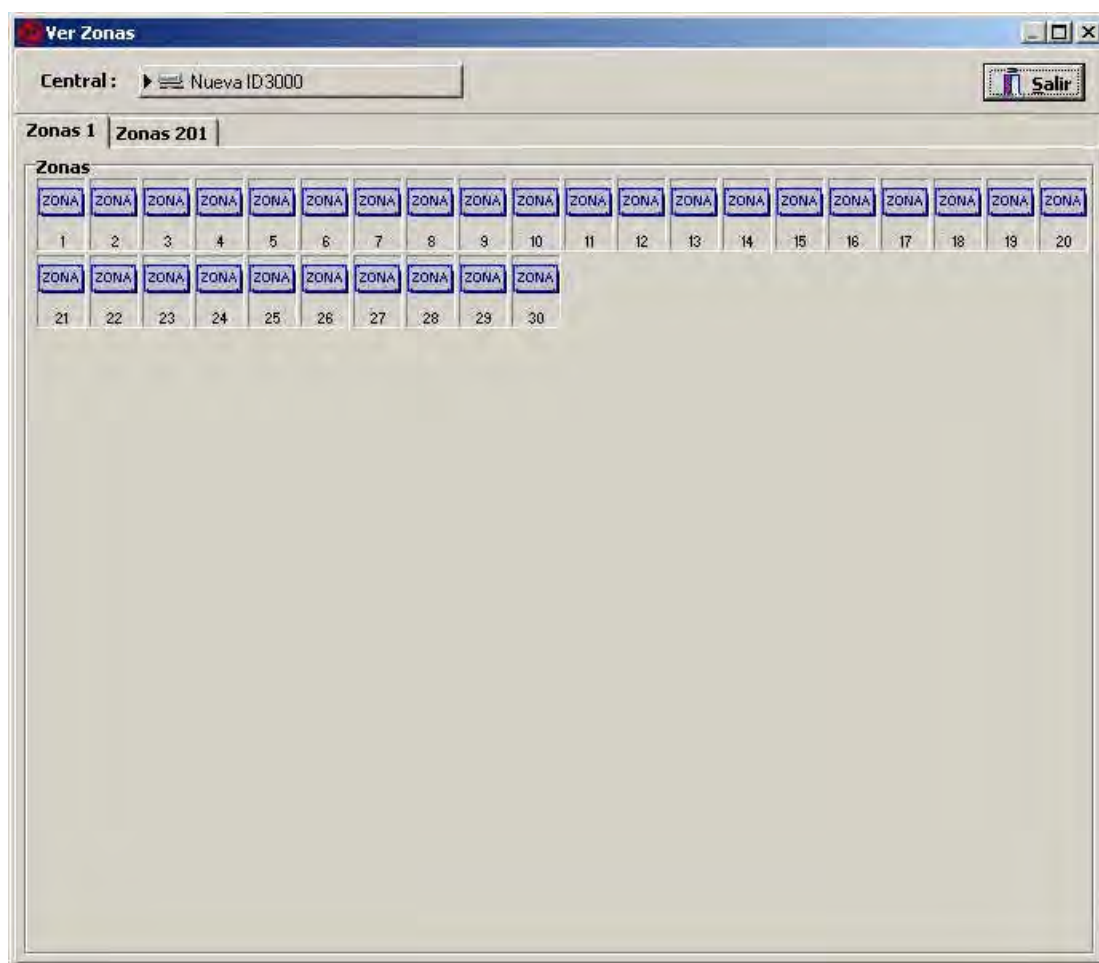 Ver Zonas
Central: Nueva ID3000 Salir
Zonas 1 Zonas 201
Zonas
ZONA ZONA ZONA ZONA ZONA ZONA ZONA ZONA ZONA ZONA ZONA ZONA ZONA ZONA ZONA ZONA ZONA ZONA ZONA ZONA
1 2 3 4 5 6 7 8 9 10 11 12 13 14 15 16 17 18 19 20
ZONA ZONA ZONA ZONA ZONA ZONA ZONA ZONA ZONA ZONA
21 22 23 24 25 26 27 28 29 30